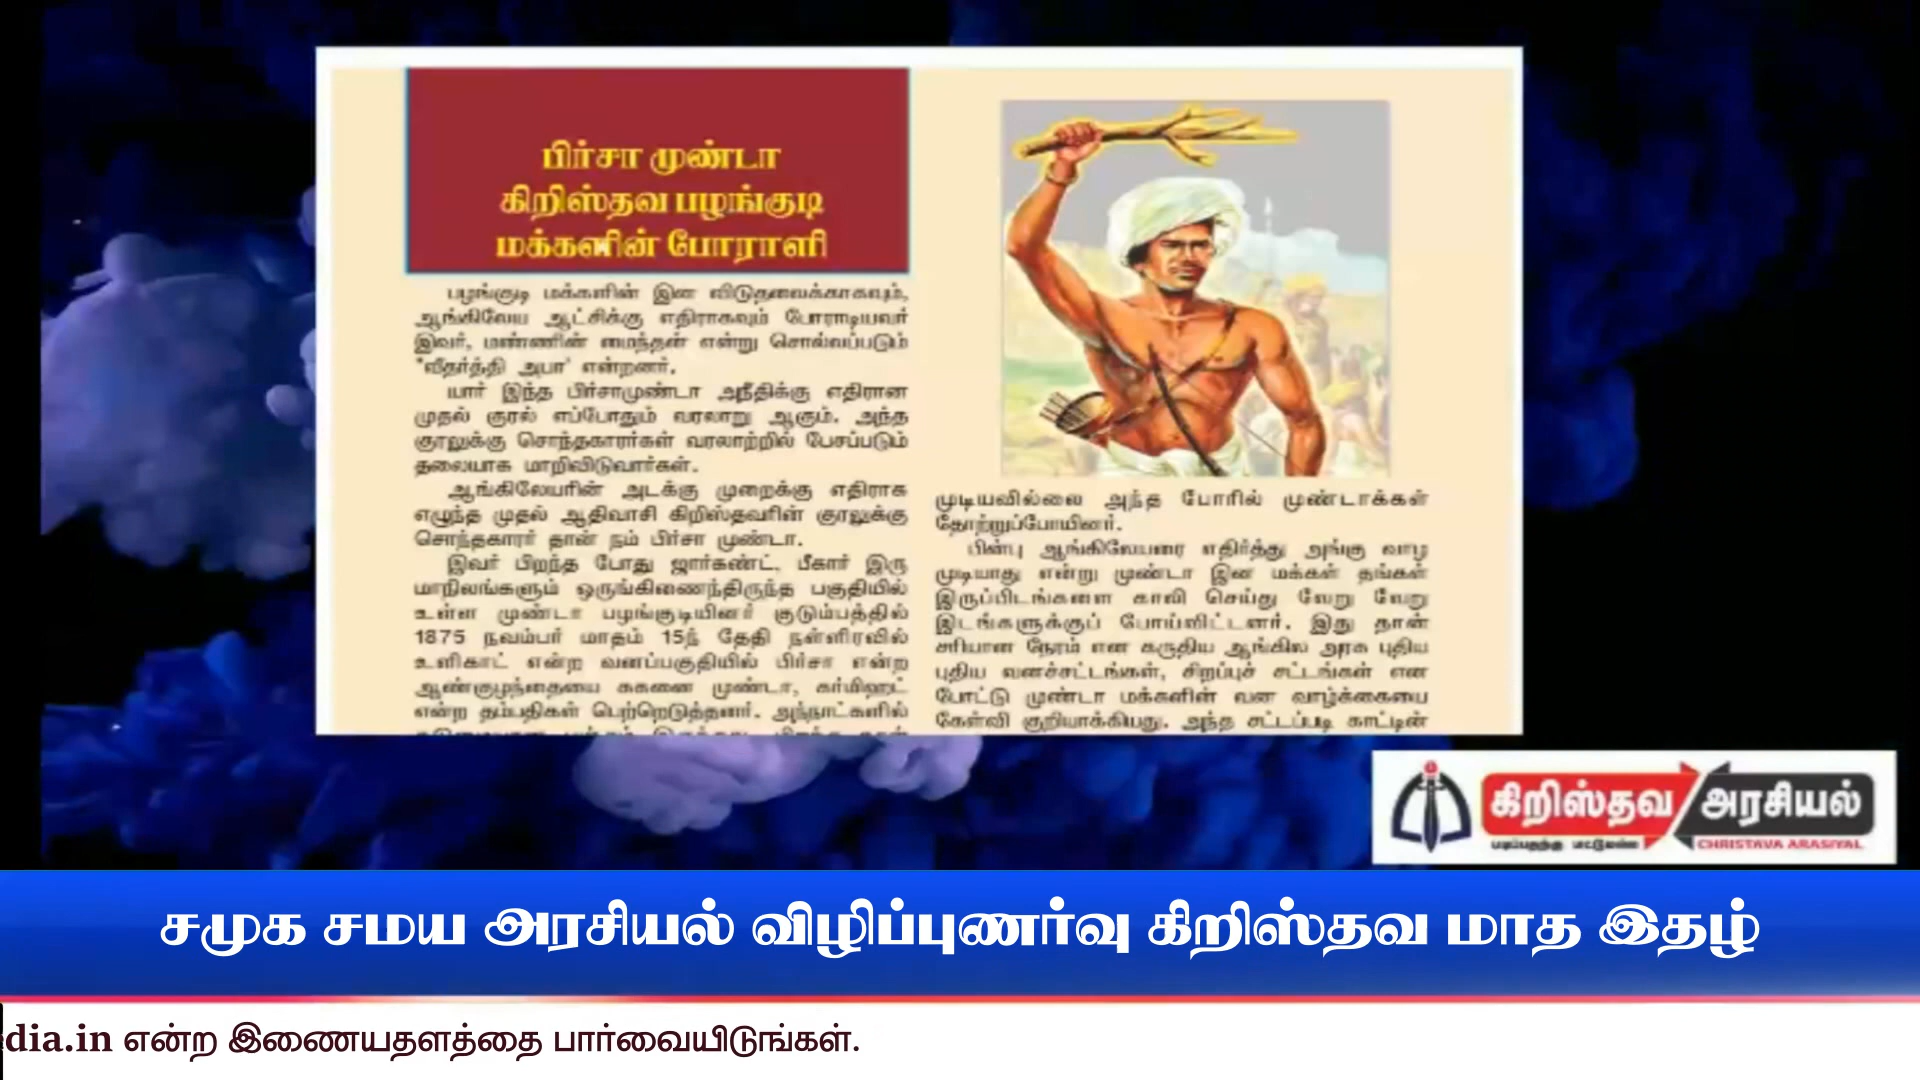 பிர்சா முண்டா
கிறிஸ்தவ பழங்குடி
மக்களின் போராளி
பழங்குடி மக்களின் இன விடுதலைக்காகவும்,
ஆங்கிலேய ஆட்சிக்கு எதிராகவும் போராடியவர்
இவர், மண்ணின் மைந்தன் என்று சொல்லப்படும்
அபா' என்றனர்.
யார் இந்த பிர்சாமுண்டா அநீதிக்கு எதிரான
முதல் குரல் எப்போதும் வரலாறு ஆகும். அந்த
குரலுக்கு சொந்தகாரர்கள் வரலாற்றில் பேசப்படும்
தலையாக மாறிவிடுவார்கள்.
ஆங்கிலேயரின் அடக்கு முறைக்கு எதிராக
எழுந்த முதல் ஆதிவாசி கிறிஸ்தவரின் குரலுக்கு
சொந்தகாரர் தான் நம் பிர்சா முண்டா.
இவர் பிறந்த போது ஜார்கண்ட், பீகார் இரு
மாநிலங்களும் ஒருங்கிணைந்திருந்த பகுதியில்
உள்ள முண்டா பழங்குடியினர் குடும்பத்தில்
1875 நவம்பர் மாதம் 15ந் தேதி நள்ளிரவில்
உளிகாட் என்ற வனப்பகுதியில் பிர்சா என்ற
ஆண்குழந்தையை சுகனை முண்டா, கர்மிஹட்
என்ற தம்பதிகள் பெற்றெடுத்தனர். அந்நாட்களில்
முடியவில்லை அந்த போரில் முண்டாக்கள்
தோற்றுப்போயினர்.
பின்பு ஆங்கிலேயரை எதிர்த்து அங்கு வாழ
முடியாது என்று முண்டா இன மக்கள் தங்கள்
இருப்பிடங்களை காலி செய்து வேறு வேறு
இடங்களுக்குப் போய்விட்டனர். இது தான்
சரியான நேரம் என கருதிய ஆங்கில அரசு புதிய
புதிய வனச்சட்டங்கள், சிறப்புச் சட்டங்கள் என
போட்டு முண்டா மக்களின் வன வாழ்க்கையை
கேள்வி குறியாக்கியது. அந்த சட்டப்படி காட்டின்
கிறிஸ்தவ அரசியல்
படிப்பதற்கு மட்டுமல்ல CHRISTAVA ARASIYAL
சமுக சமய அரசியல் விழிப்புணர்வு கிறிஸ்தவ மாத இதழ்
dia.in என்ற இணையதளத்தை பார்வையிடுங்கள்.